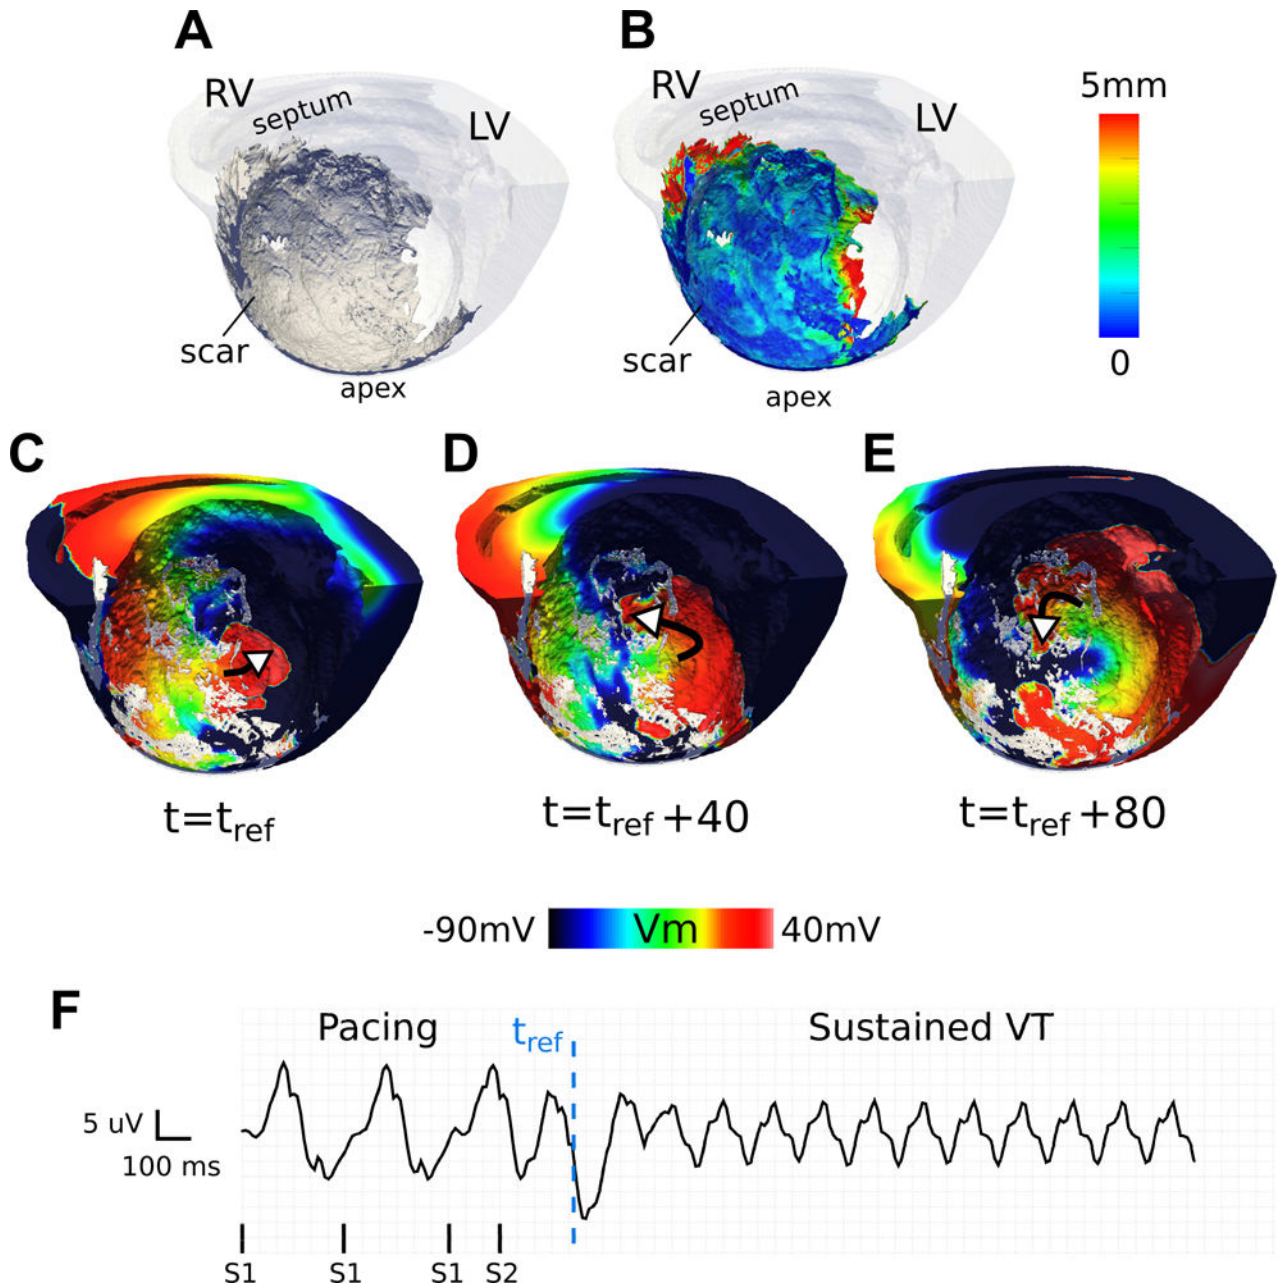 A
B
RV
septum
LV
scar
apex
RV
septum
LV
scar
apex
5mm
0
C
D
E
t=tref
t=tref +40
t=tref +80
-90mV Vm 40mV
F
Pacing
tref
Sustained VT
5 uV
100 ms
S1 S1 S1 S2